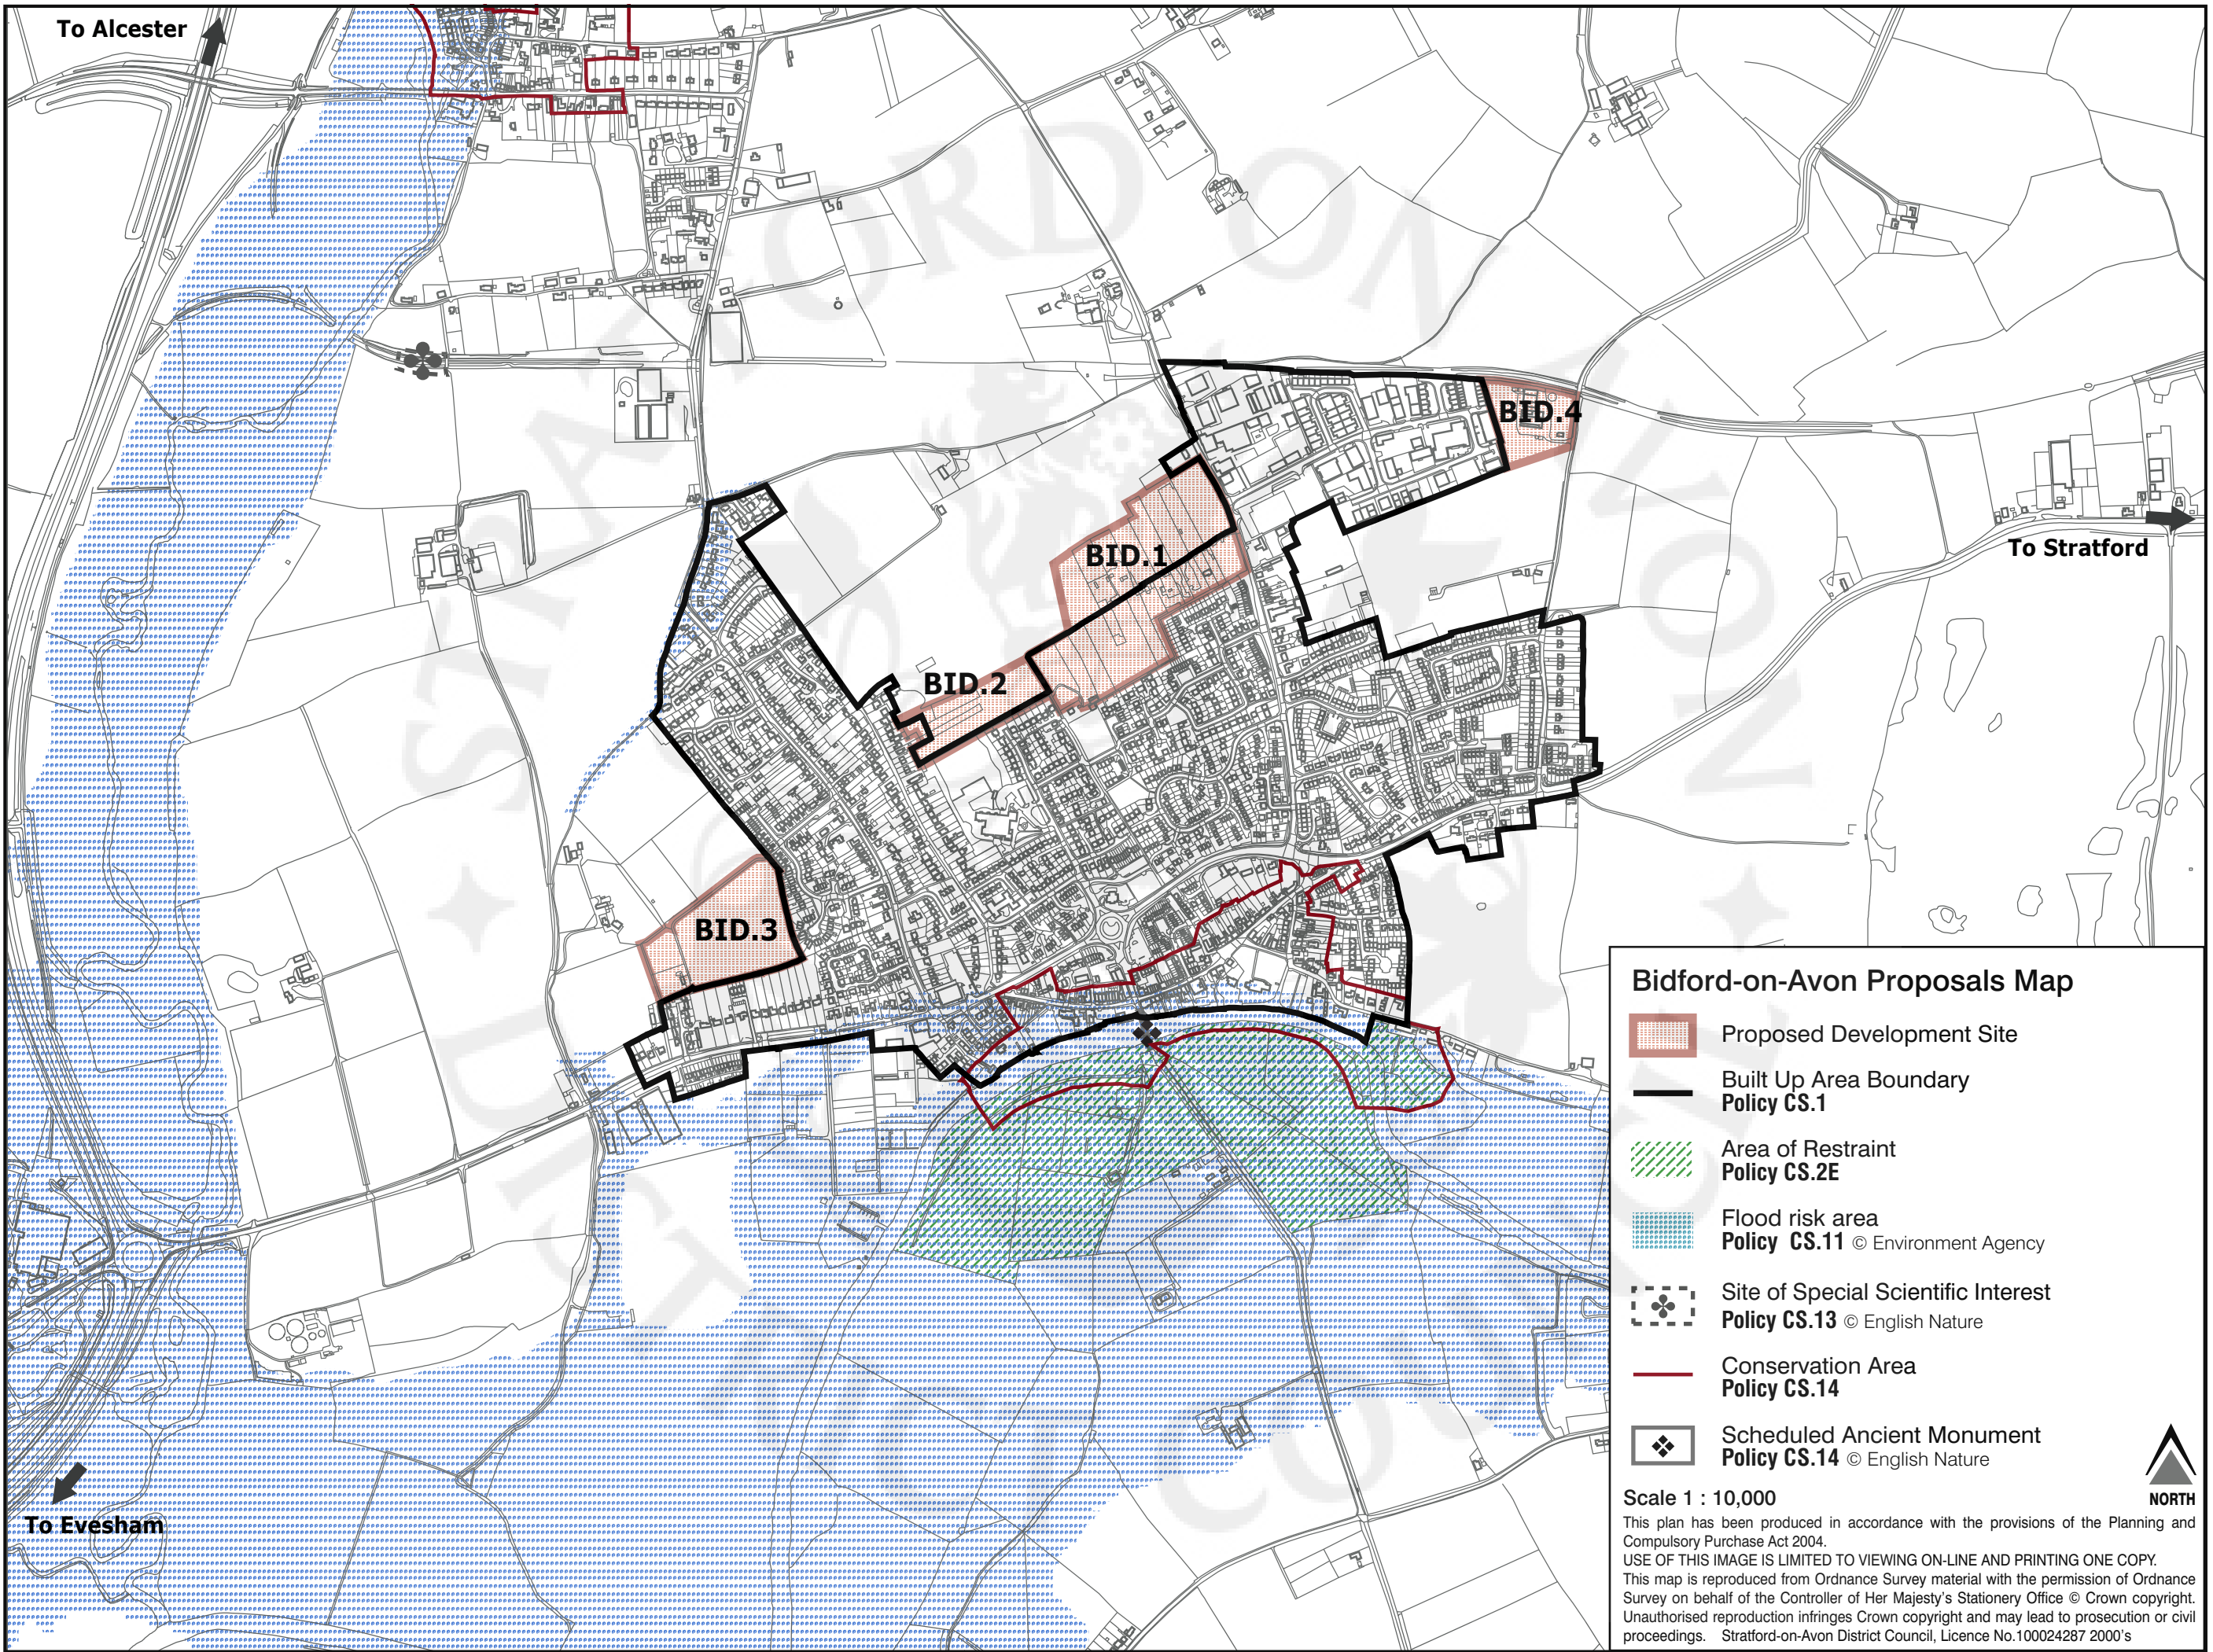 To Alcester
BID.4
To Stratford
BID.1
BID.2
BID.3
To Evesham
STRATFORD ON AVON
DISTRICT COUNCIL
Bidford-on-Avon Proposals Map
Proposed Development Site
Built Up Area Boundary
Policy CS.1
Area of Restraint
Policy CS.2E
Flood risk area
Policy CS.11 © Environment Agency
Site of Special Scientific Interest
Policy CS.13 © English Nature
Conservation Area
Policy CS.14
Scheduled Ancient Monument
Policy CS.14 © English Nature
NORTH
Scale 1 : 10,000
This plan has been produced in accordance with the provisions of the Planning and
Compulsory Purchase Act 2004.
USE OF THIS IMAGE IS LIMITED TO VIEWING ON-LINE AND PRINTING ONE COPY.
This map is reproduced from Ordnance Survey material with the permission of Ordnance
Survey on behalf of the Controller of Her Majesty's Stationery Office © Crown copyright.
Unauthorised reproduction infringes Crown copyright and may lead to prosecution or civil
proceedings. Stratford-on-Avon District Council, Licence No.100024287 2000's